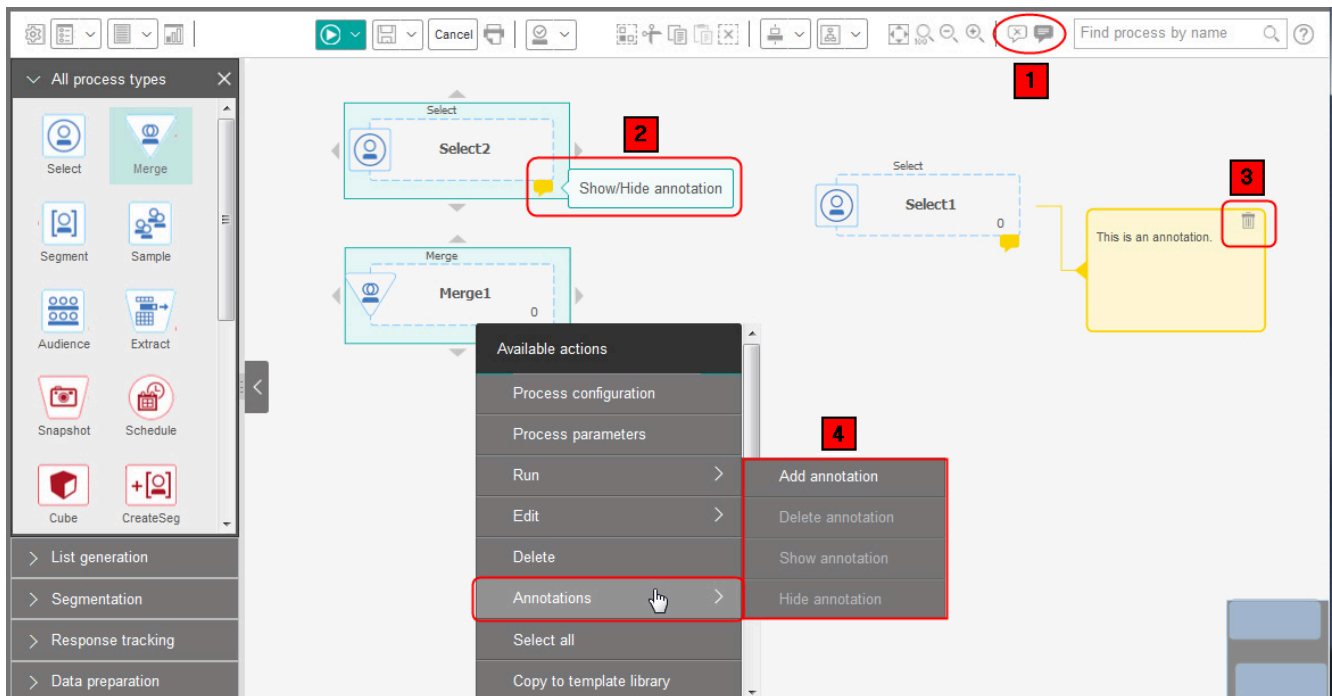 Cancel
100
Find process by name
1
All process types
Select
Merge
Segment
Sample
Audience
Extract
Snapshot
Schedule
Cube
CreateSeg
List generation
Segmentation
Response tracking
Data preparation
Select
Select2
2
Show/Hide annotation
Merge
Merge1
0
Select
Select1
0
3
This is an annotation.
Available actions
Process configuration
Process parameters
Run
Edit
Delete
Annotations
Select all
Copy to template library
4
Add annotation
Delete annotation
Show annotation
Hide annotation